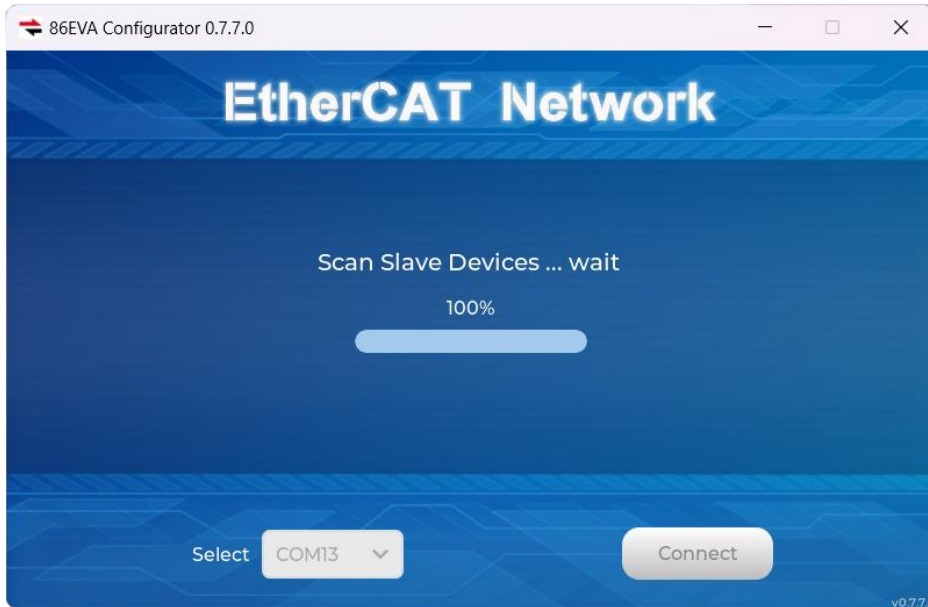 86EVA Configurator 0.7.7.0
EtherCAT Network
Scan Slave Devices ... wait
100%
Select COM13 Connect
v0.7.7